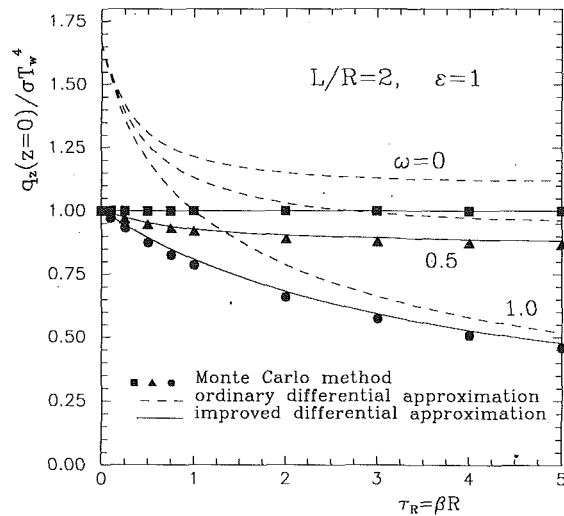 1.75
1.50
1.25
1.00
0.75
0.50
0.25
0.00
q_z(z=0)/σT_w^4
L/R=2, ε=1
ω=0
0.5
1.0
Monte Carlo method
ordinary differential approximation
improved differential approximation
0 1 2 3 4 5
τ_R=βR